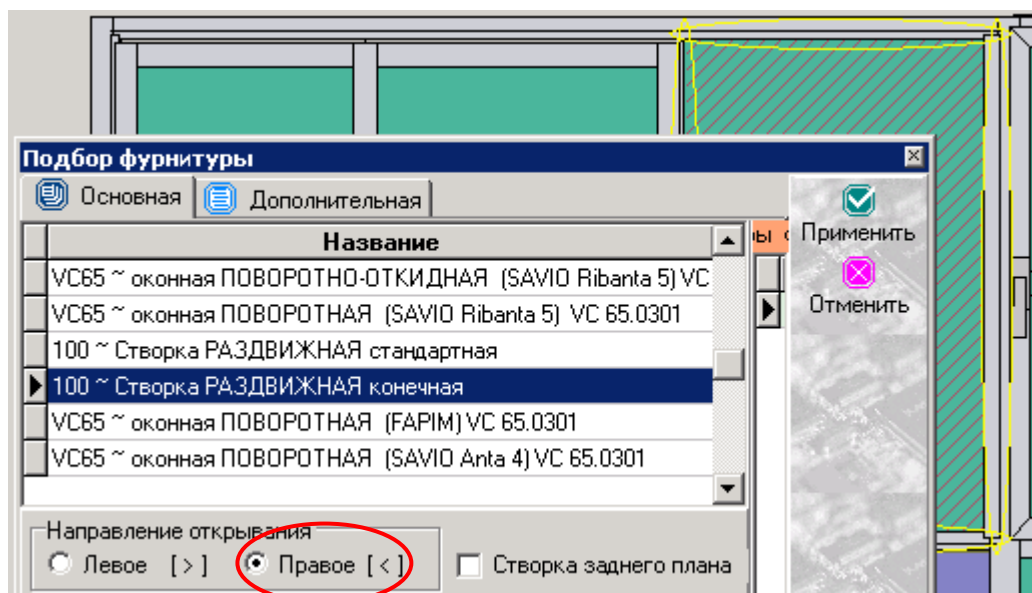 Подбор фурнитуры
Основная
Дополнительная
Название
ры
Применить
Отменить
VC65 ~ оконная ПОВОРОТНО-ОТКИДНАЯ (SAVIO Ribanta 5) VC
VC65 ~ оконная ПОВОРОТНАЯ (SAVIO Ribanta 5) VC 65.0301
100 ~ Створка РАЗДВИЖНАЯ стандартная
100 ~ Створка РАЗДВИЖНАЯ конечная
VC65 ~ оконная ПОВОРОТНАЯ (FAPIM) VC 65.0301
VC65 ~ оконная ПОВОРОТНАЯ (SAVIO Anta 4) VC 65.0301
Направление открывания
Левое [ > ] Правое [ < ] Створка заднего плана